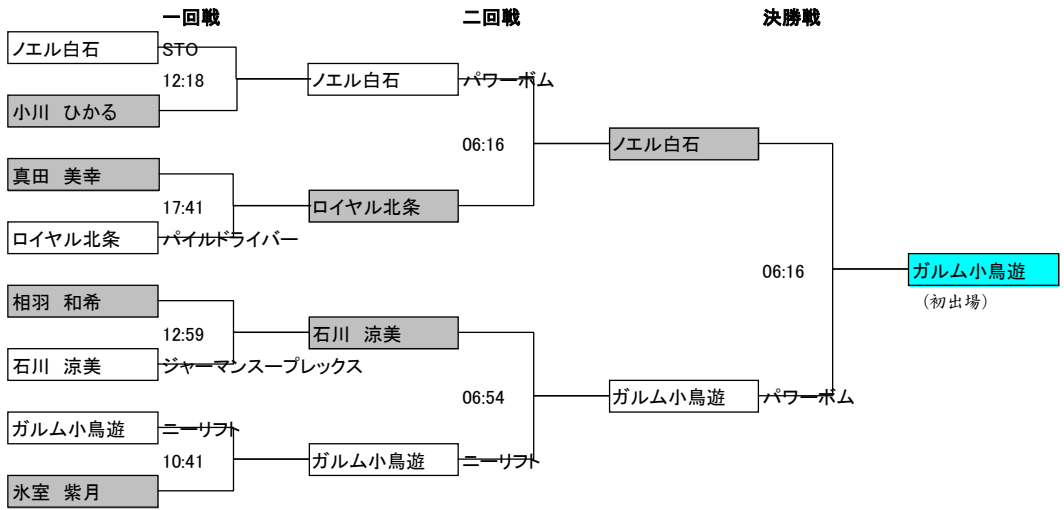 一回戦
二回戦
決勝戦
ノエル白石
STO
12:18
小川　ひかる
真田　美幸
17:41
ロイヤル北条
パイルドライバー
相羽　和希
12:59
石川　涼美
ジャーマンスープレックス
ガルム小鳥遊
ニーリフト
10:41
氷室　紫月
ノエル白石
パワーボム
06:16
ロイヤル北条
石川　涼美
06:54
ガルム小鳥遊
ニーリフト
ノエル白石
06:16
ガルム小鳥遊
パワーボム
ガルム小鳥遊
（初出場）